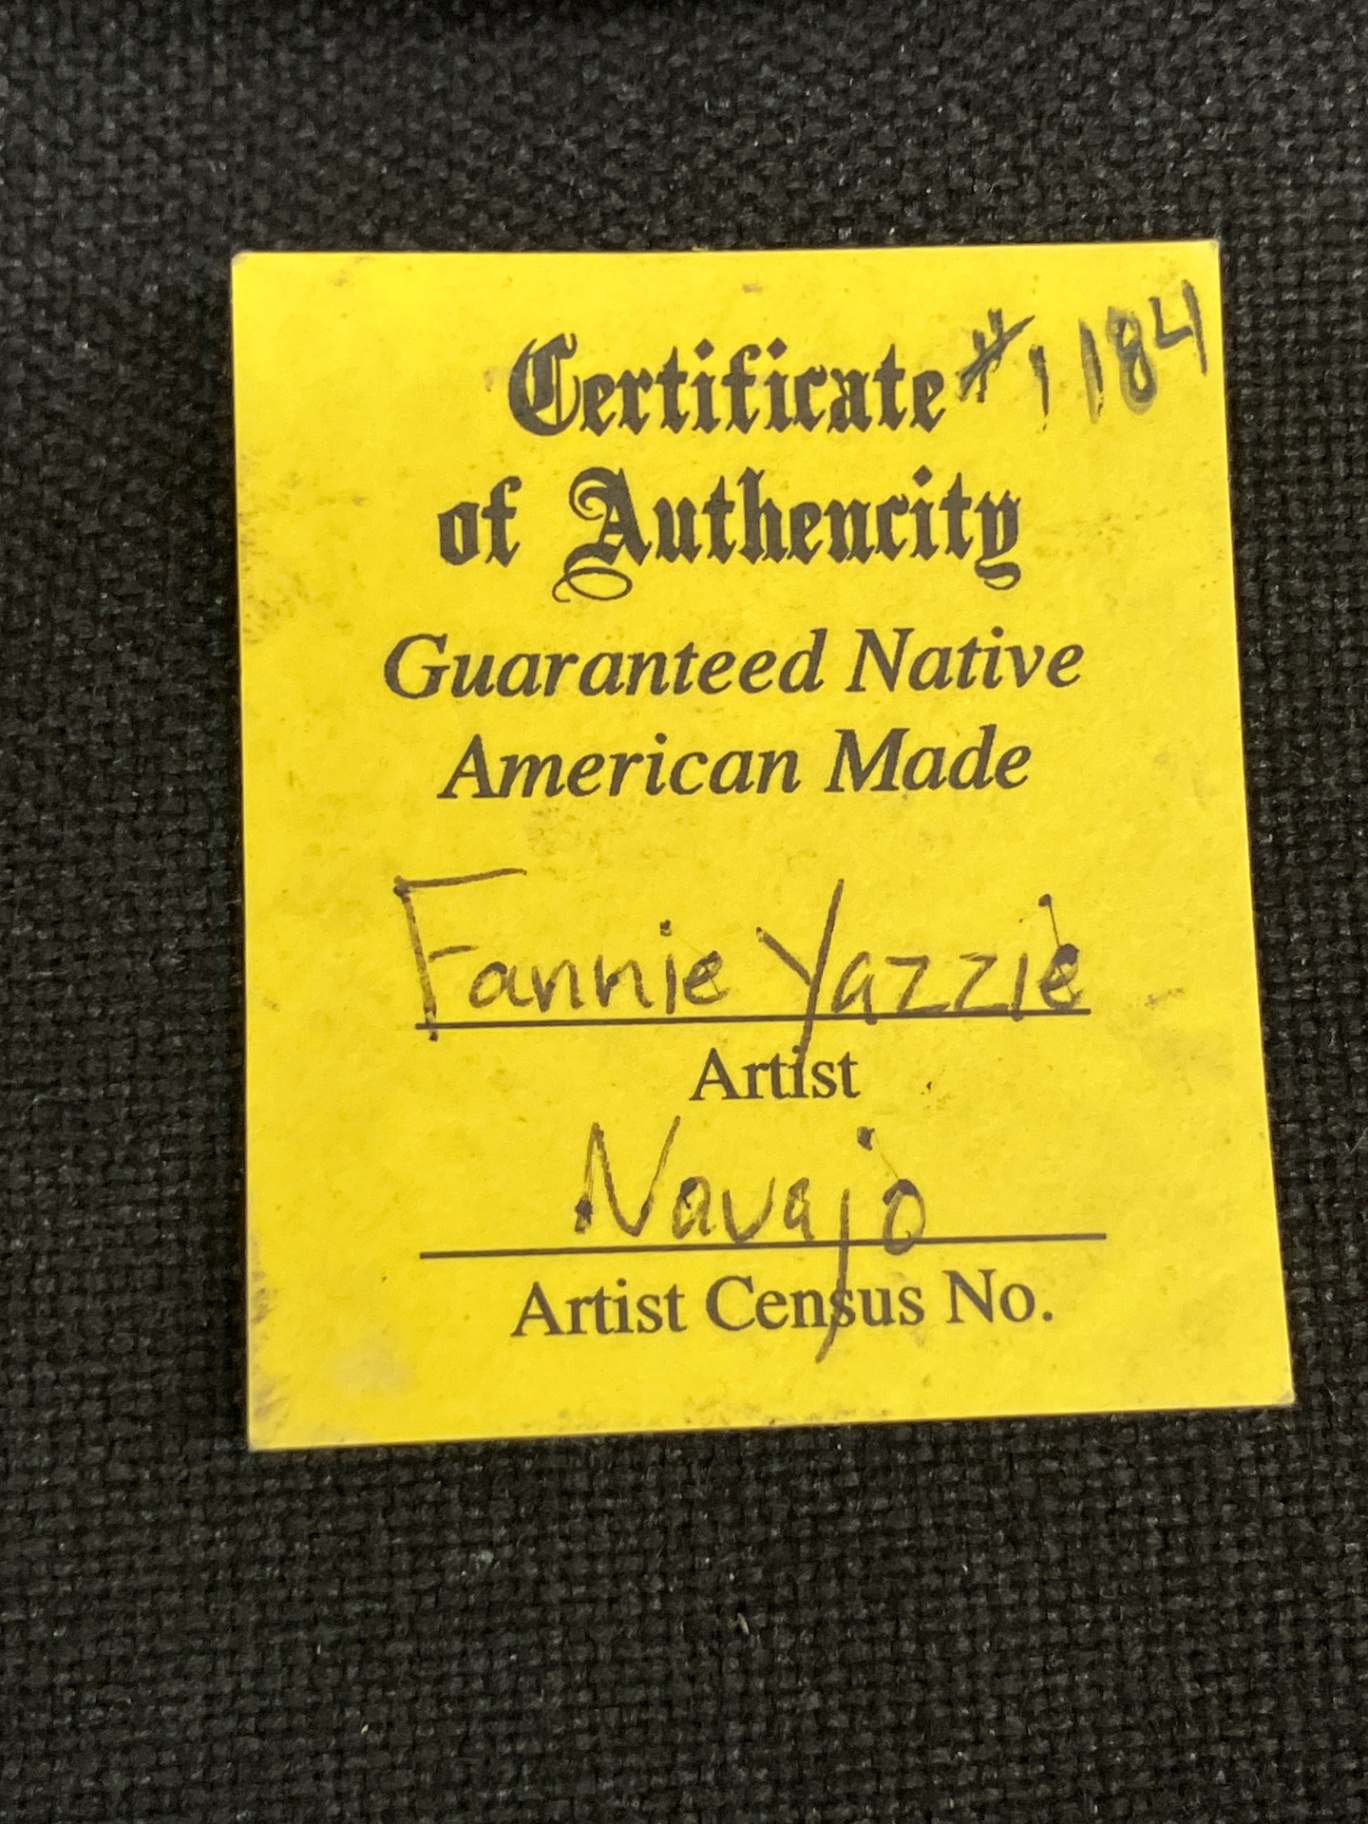 Certificate #1184
of Authencity
Guaranteed Native
American Made
Fannie Yazzie
Artist
Navajo
Artist Census No.